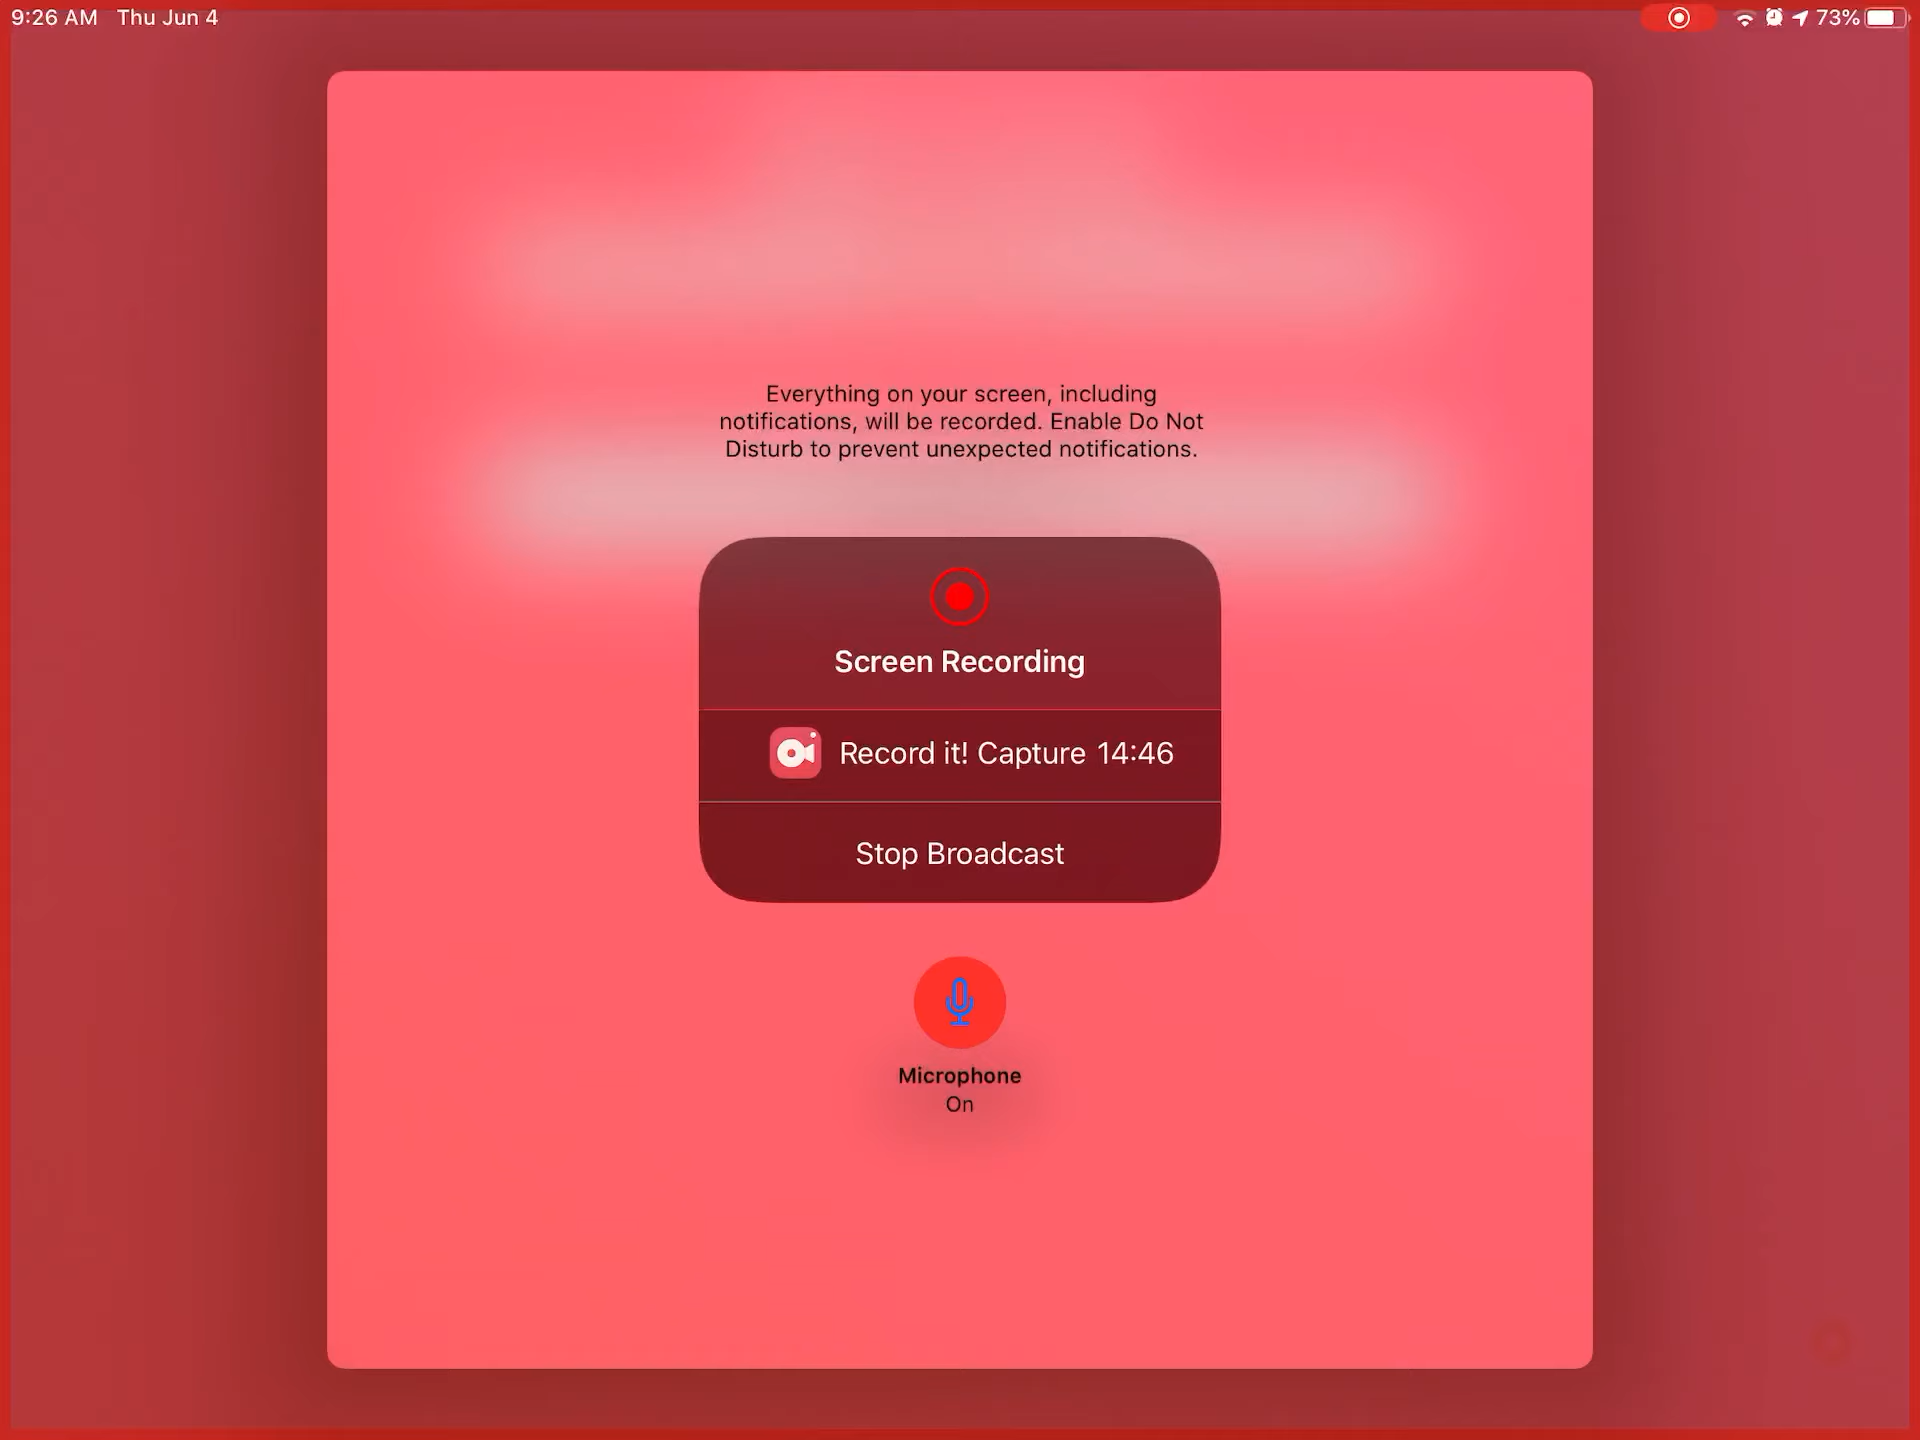 9:26 AM Thu Jun 4
73%
Everything on your screen, including
notifications, will be recorded. Enable Do Not
Disturb to prevent unexpected notifications.
Screen Recording
Record it! Capture 14:46
Stop Broadcast
Microphone
On